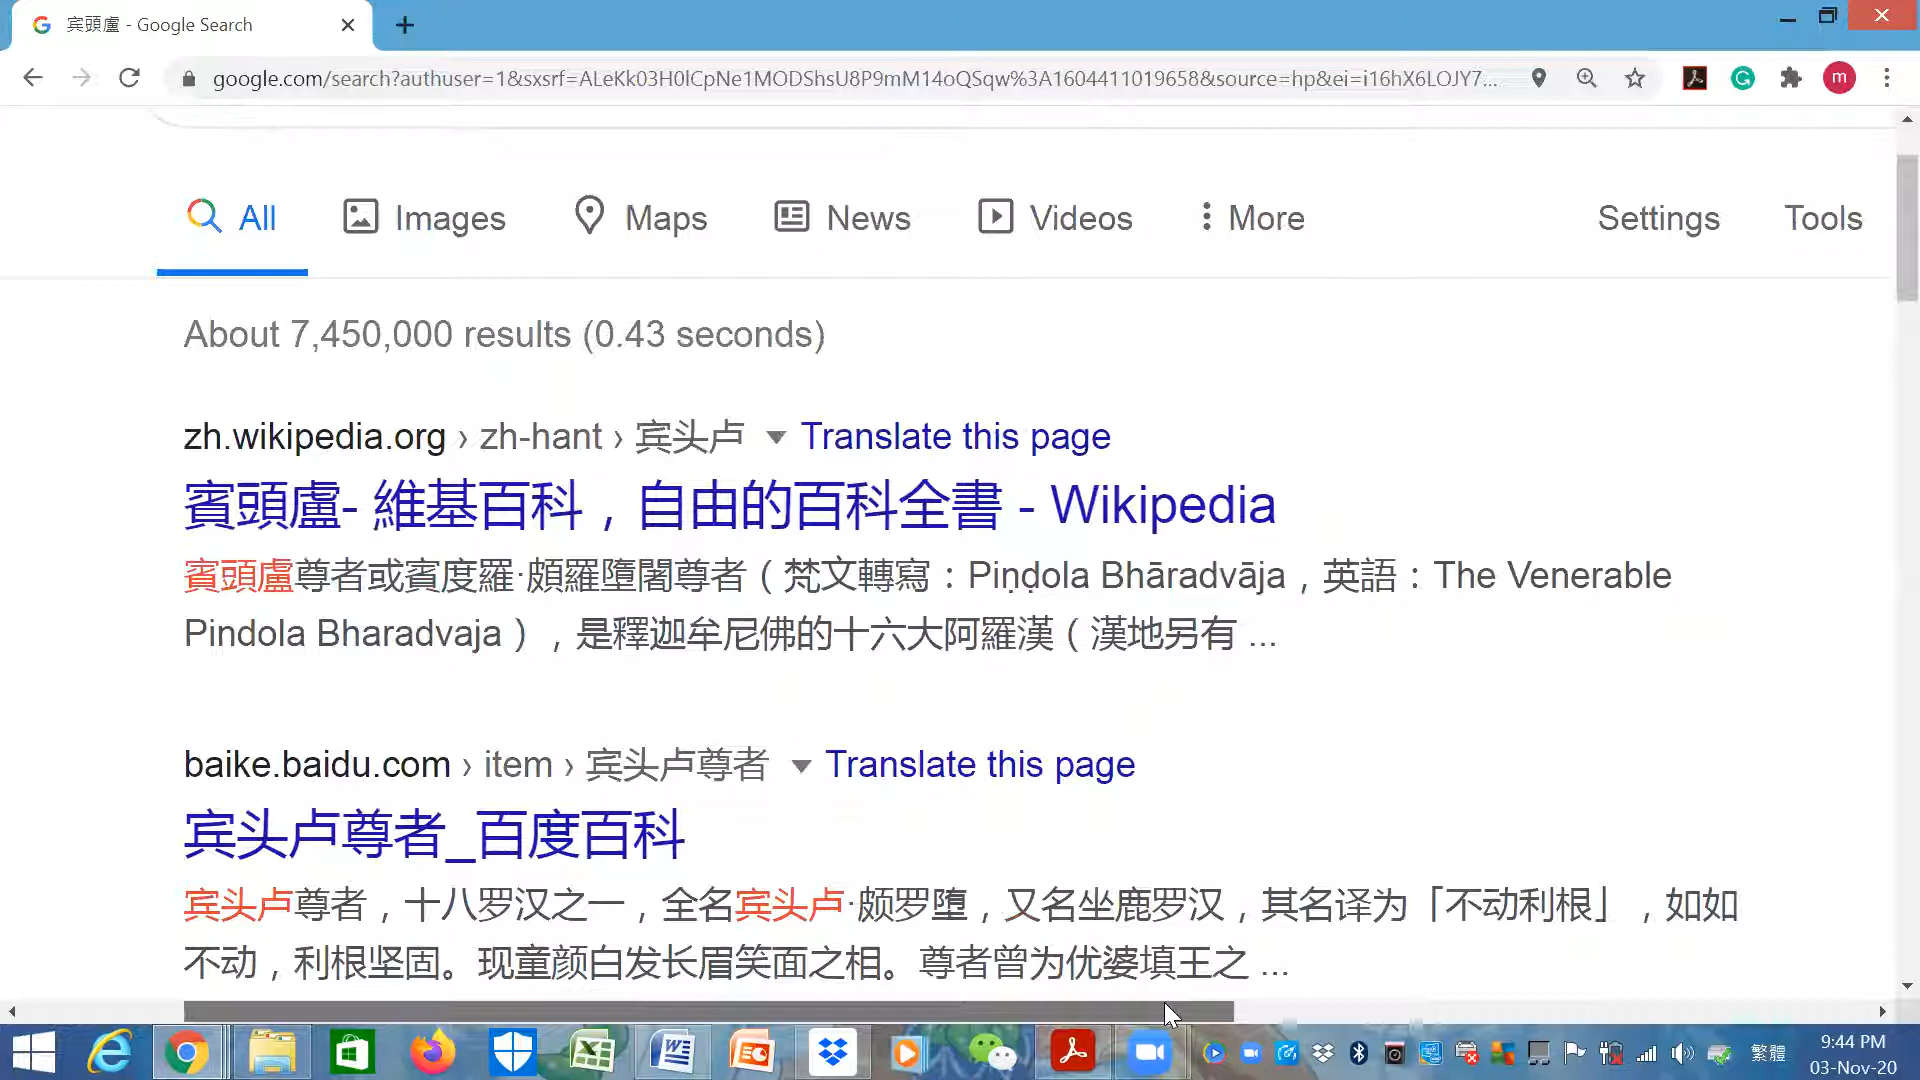 宾頭盧 - Google Search
google.com/search?authuser=1&sxsrf=ALeKk03H0lCpNe1MODShsU8P9mM14oQSqw%3A1604411019658&source=hp&ei=i16hX6LOJY7...
m
All Images Maps News Videos More Settings Tools
About 7,450,000 results (0.43 seconds)
zh.wikipedia.org › zh-hant › 宾头卢 Translate this page
賓頭盧- 維基百科，自由的百科全書 - Wikipedia
賓頭盧尊者或賓度羅·頗羅墮闍尊者（梵文轉寫：Piṇḍola Bhāradvāja，英語：The Venerable
Pindola Bharadvaja），是釋迦牟尼佛的十六大阿羅漢（漢地另有 ...
baike.baidu.com › item › 宾头卢尊者 Translate this page
宾头卢尊者_百度百科
宾头卢尊者，十八罗汉之一，全名宾头卢·颇罗堕，又名坐鹿罗汉，其名译为「不动利根」，如如
不动，利根坚固。现童颜白发长眉笑面之相。尊者曾为优婆填王之 ...
繁體
9:44 PM
03-Nov-20